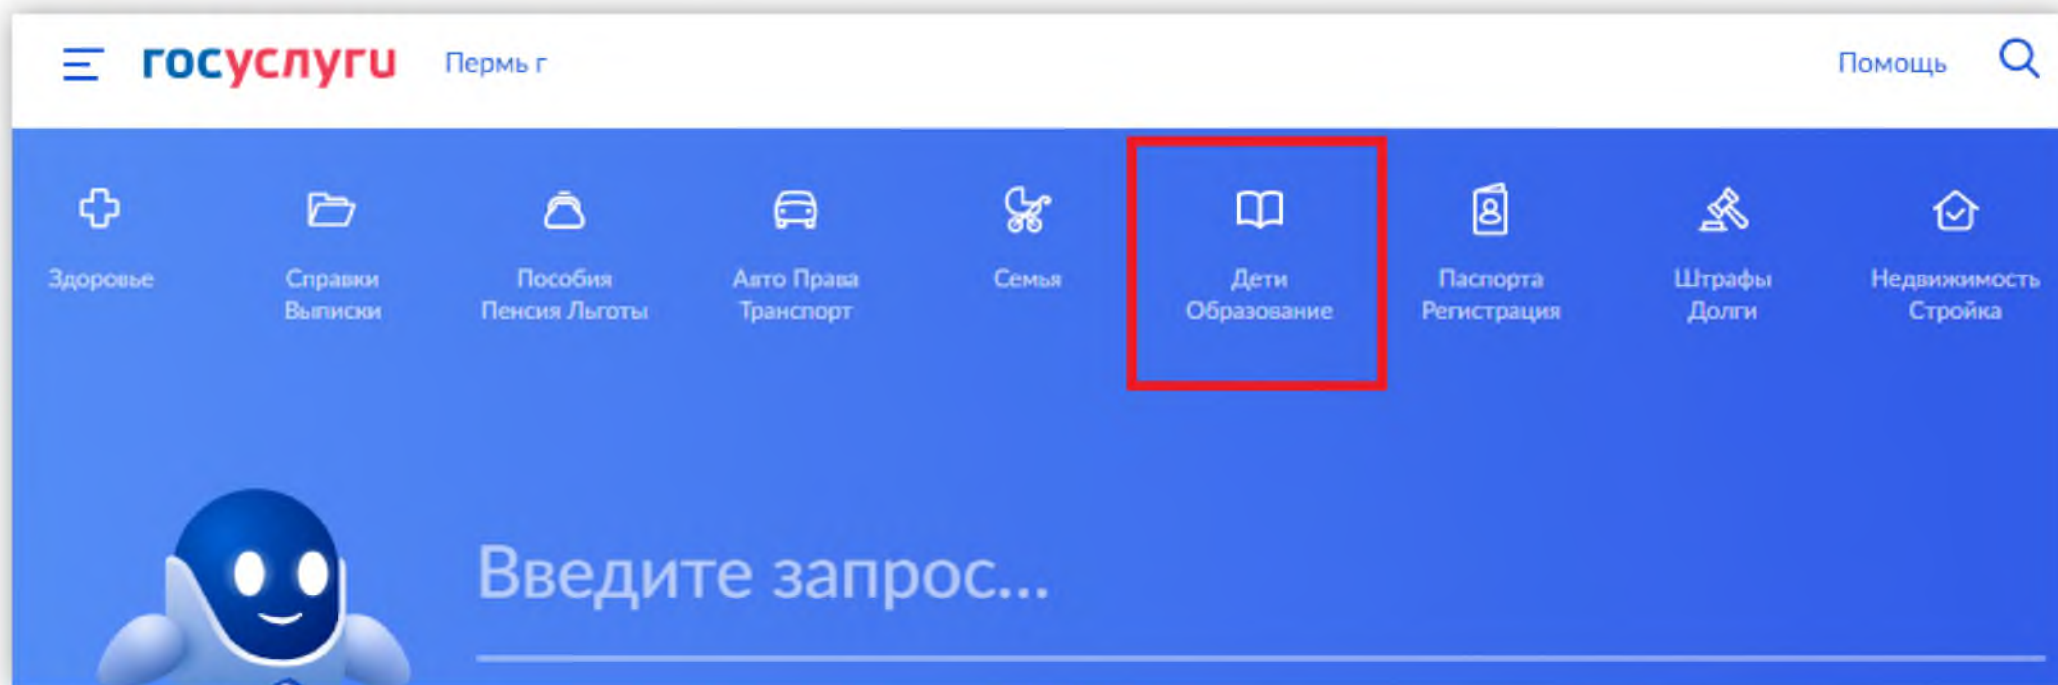 госуслуги Пермь г Помощь
Здоровье
Справки
Выписки
Пособия
Пенсия Льготы
Авто Права
Транспорт
Семья
Дети
Образование
Паспорта
Регистрация
Штрафы
Долги
Недвижимость
Стройка
Введите запрос...